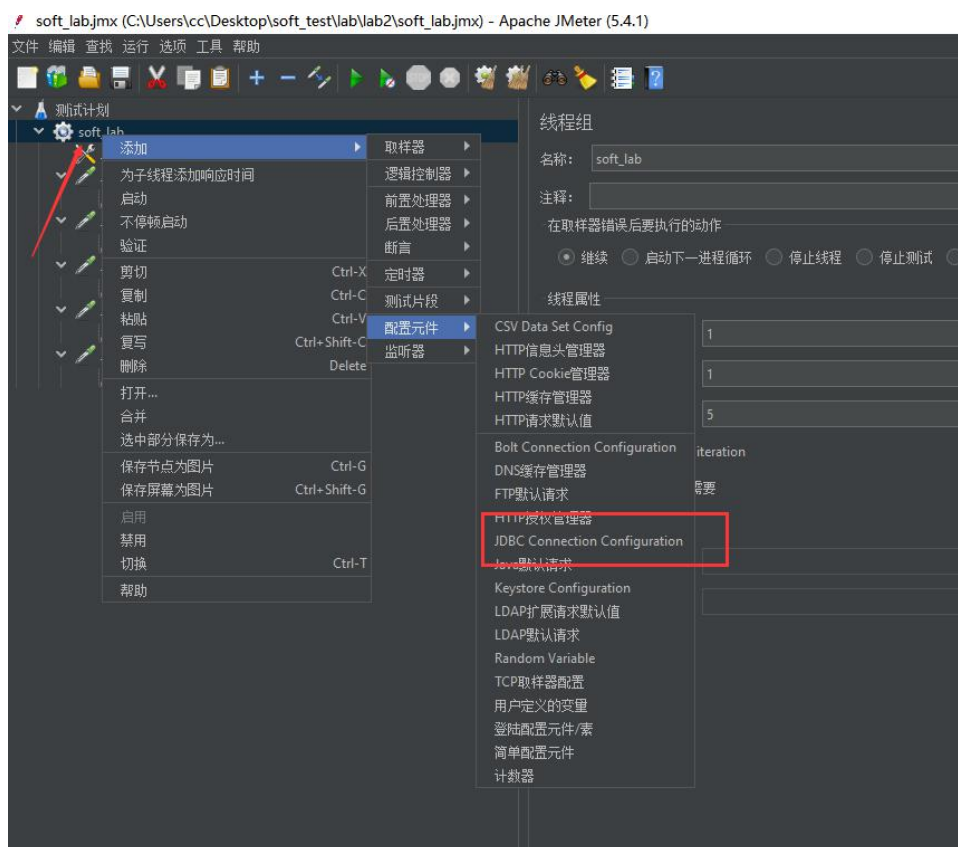 soft_lab.jmx (C:\Users\cc\Desktop\soft_test\lab\lab2\soft_lab.jmx) - Apache JMeter (5.4.1)
文件 编辑 查找 运行 选项 工具 帮助
测试计划
soft_lab
添加
为子线程添加响应时间
启动
不停顿启动
验证
剪切 Ctrl-X
复制 Ctrl-C
粘贴 Ctrl-V
复写 Ctrl+Shift-C
删除 Delete
打开...
合并
选中部分保存为...
保存节点为图片 Ctrl-G
保存屏幕为图片 Ctrl+Shift-G
启用
禁用
切换 Ctrl-T
帮助
取样器
逻辑控制器
前置处理器
后置处理器
断言
定时器
测试片段
配置元件
监听器
CSV Data Set Config
HTTP信息头管理器
HTTP Cookie管理器
HTTP缓存管理器
HTTP请求默认值
Bolt Connection Configuration
DNS缓存管理器
FTP默认请求
HTTP授权管理器
JDBC Connection Configuration
Java默认请求
Keystore Configuration
LDAP扩展请求默认值
LDAP默认请求
Random Variable
TCP取样器配置
用户定义的变量
登陆配置元件/素
简单配置元件
计数器
线程组
名称: soft_lab
注释:
在取样器错误后要执行的动作
继续 启动下一进程循环 停止线程 停止测试
线程属性
1
1
5
iteration
需要